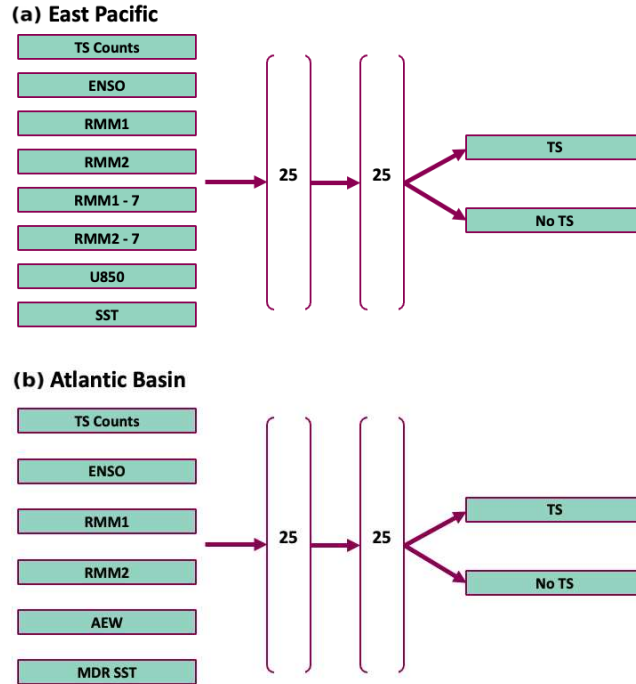 (a) East Pacific
TS Counts
ENSO
RMM1
RMM2
RMM1 - 7
RMM2 - 7
U850
SST
25
25
TS
No TS
(b) Atlantic Basin
TS Counts
ENSO
RMM1
RMM2
AEW
MDR SST
25
25
TS
No TS